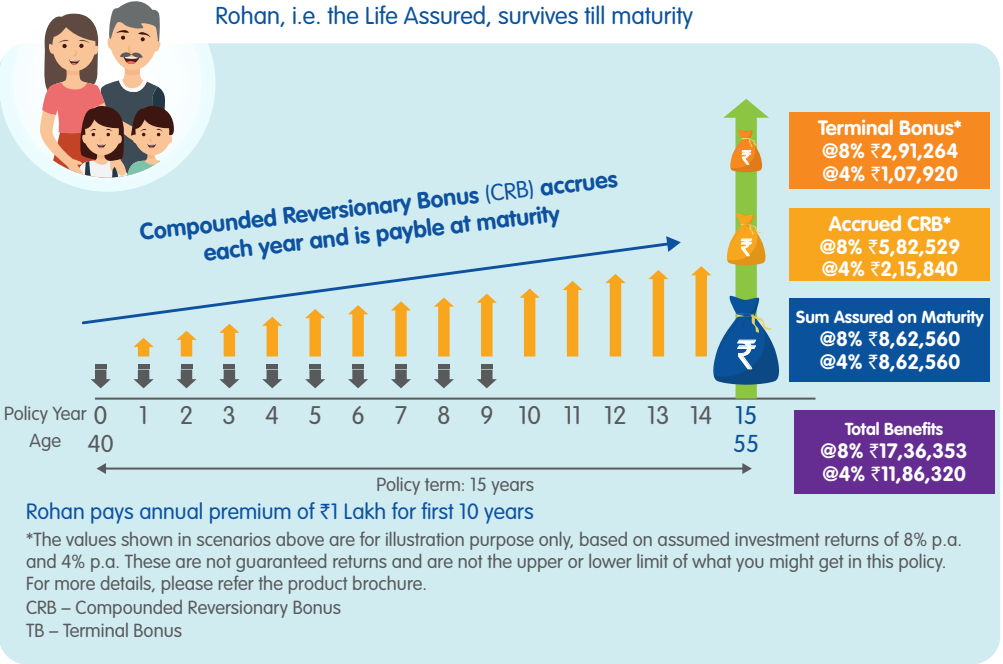 Rohan, i.e. the Life Assured, survives till maturity
Terminal Bonus*
@8% ₹2,91,264
@4% ₹1,07,920
Compounded Reversionary Bonus (CRB) accrues
each year and is payble at maturity
Accrued CRB*
@8% ₹5,82,529
@4% ₹2,15,840
Sum Assured on Maturity
@8% ₹8,62,560
@4% ₹8,62,560
₹
₹
₹
Policy Year 0 1 2 3 4 5 6 7 8 9 10 11 12 13 14 15
Age 40 55
Policy term: 15 years
Total Benefits
@8% ₹17,36,353
@4% ₹11,86,320
Rohan pays annual premium of ₹1 Lakh for first 10 years
*The values shown in scenarios above are for illustration purpose only, based on assumed investment returns of 8% p.a.
and 4% p.a. These are not guaranteed returns and are not the upper or lower limit of what you might get in this policy.
For more details, please refer the product brochure.
CRB – Compounded Reversionary Bonus
TB – Terminal Bonus